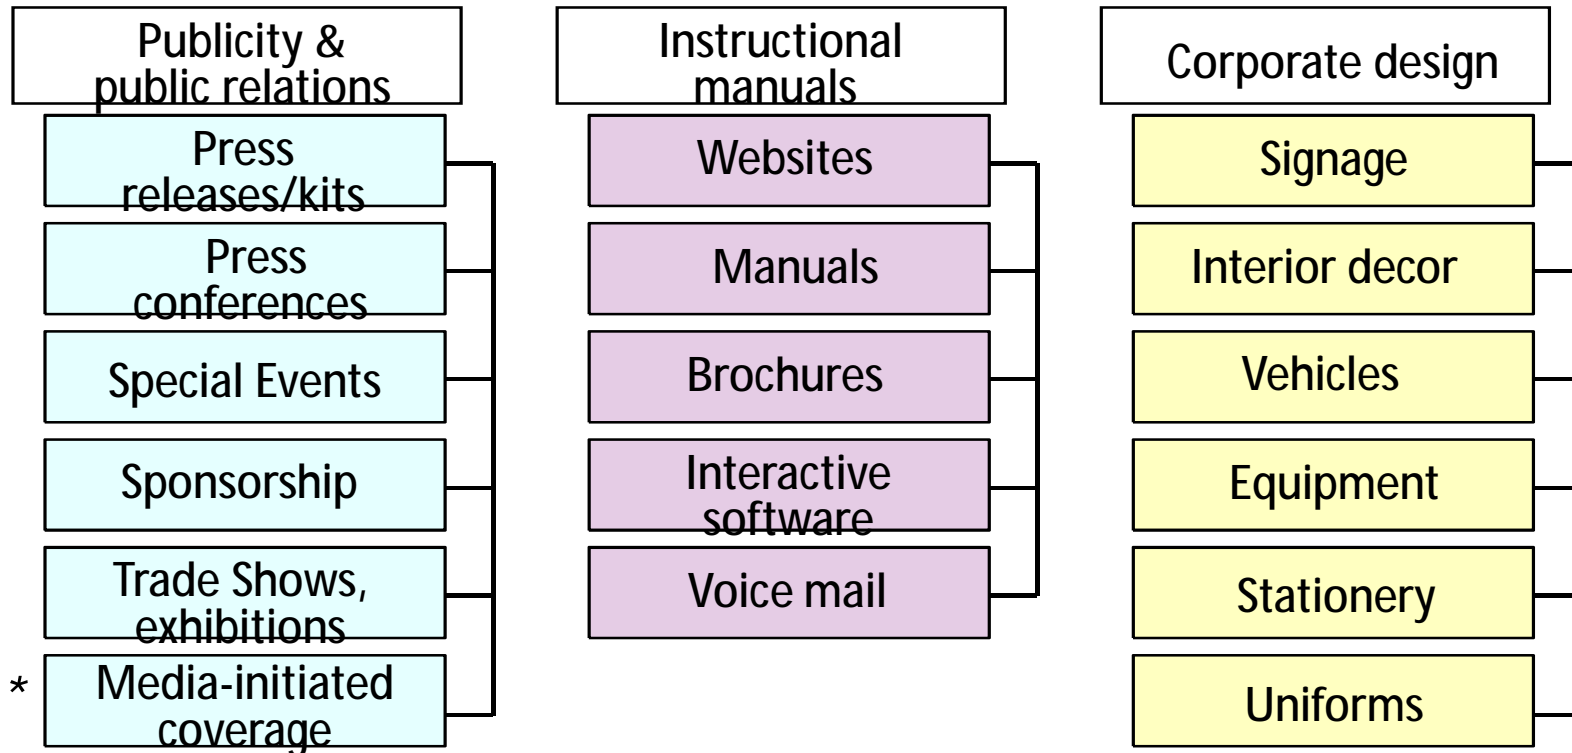 Publicity &
public relations
Press
releases/kits
Press
conferences
Special Events
Sponsorship
Trade Shows,
exhibitions
* Media-initiated
coverage
Instructional
manuals
Websites
Manuals
Brochures
Interactive
software
Voice mail
Corporate design
Signage
Interior decor
Vehicles
Equipment
Stationery
Uniforms